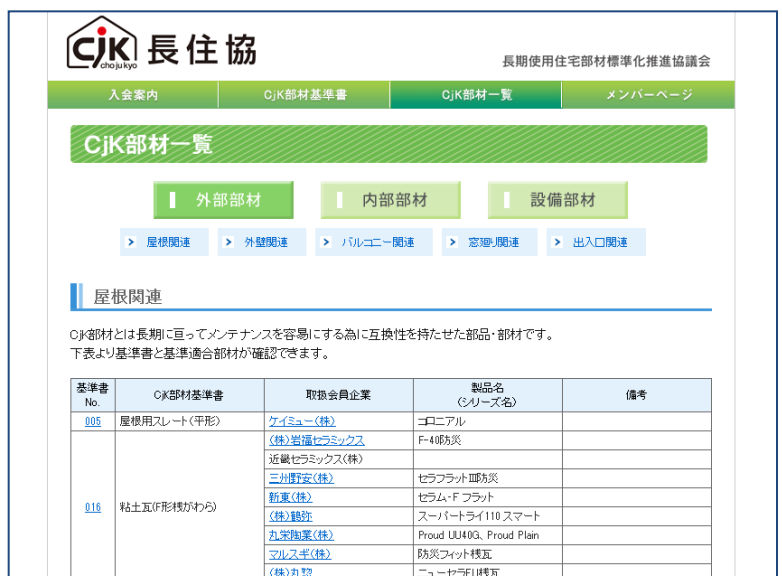 CjK chojukyo 長住協
長期使用住宅部材標準化推進協議会
入会案内 CjK部材基準書 CjK部材一覧 メンバーページ
CjK部材一覧
外部部材 内部部材 設備部材
屋根関連 外壁関連 バルコニー関連 窓廻り関連 出入口関連
屋根関連
CjK部材とは長期に亘ってメンテナンスを容易にする為に互換性を持たせた部品・部材です。
下表より基準書と基準適合部材が確認できます。
基準書 No. CjK部材基準書 取扱会員企業 製品名 (シリーズ名) 備考
005 屋根用スレート(平形) ケイミュー(株) コロニアル
016 粘土瓦(F形桟がわら) (株)岩福セラミックス F-40防災
近畿セラミックス(株)
三州野安(株) セラフラットⅢ防災
新東(株) セラム-F フラット
(株)鶴弥 スーパートライ110 スマート
丸栄陶業(株) Proud UU40G、Proud Plain
マルスギ(株) 防災フィット桟瓦
(株)丸惣 ニューセラFU桟瓦